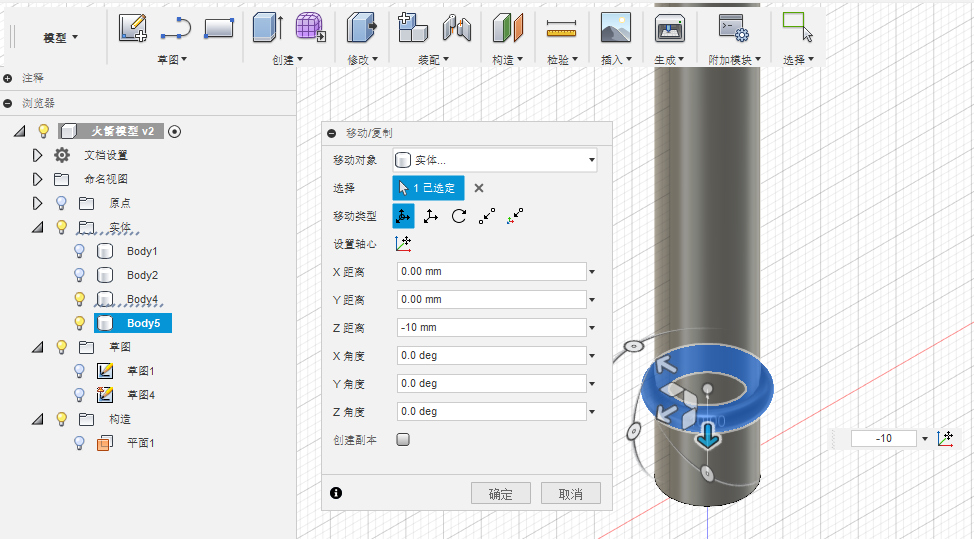 模型
草图
创建
修改
装配
构造
检验
插入
生成
附加模块
选择
注释
浏览器
火箭模型 v2
文档设置
命名视图
原点
实体
Body1
Body2
Body4
Body5
草图
草图1
草图4
构造
平面1
移动/复制
移动对象 实体...
选择 1 已选定
移动类型
设置轴心
X 距离 0.00 mm
Y 距离 0.00 mm
Z 距离 -10 mm
X 角度 0.0 deg
Y 角度 0.0 deg
Z 角度 0.0 deg
创建副本
确定 取消
-10